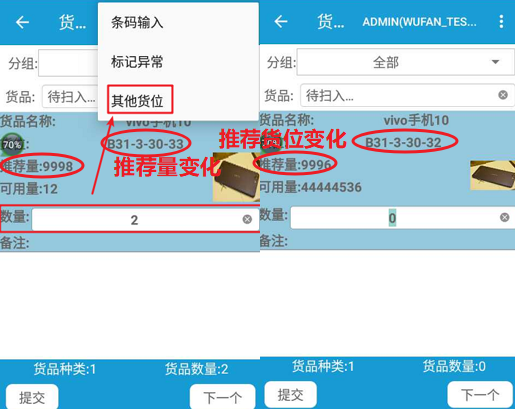 货...
条码输入
标记异常
其他货位
分组:
货品:
待扫入...
货品名称:
vivo手机10
70%
:
B31-3-30-33
推荐量:9998
推荐量变化
可用量:12
数量:
2
备注:
货品种类:1
货品数量:2
提交
下一个
货...
ADMIN(WUFAN_TES...
分组:
全部
货品:
待扫入...
货品名称:
vivo手机10
推荐货位变化
B31-3-30-32
推荐量:9996
可用量:44444536
数量:
0
备注:
货品种类:1
货品数量:0
提交
下一个